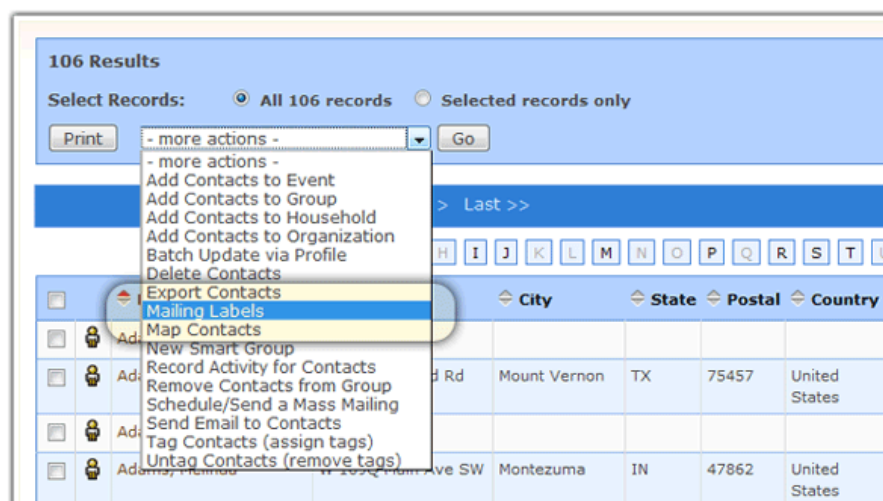 106 Results
Select Records: All 106 records Selected records only
Print - more actions - Go
- more actions -
Add Contacts to Event
Add Contacts to Group
Add Contacts to Household
Add Contacts to Organization
Batch Update via Profile
Delete Contacts
Export Contacts
Mailing Labels
Map Contacts
New Smart Group
Record Activity for Contacts
Remove Contacts from Group
Schedule/Send a Mass Mailing
Send Email to Contacts
Tag Contacts (assign tags)
Untag Contacts (remove tags)
> Last >>
H I J K L M N O P Q R S T
City State Postal Country
Rd Mount Vernon TX 75457 United
States
Ave SW Montezuma IN 47862 United
States